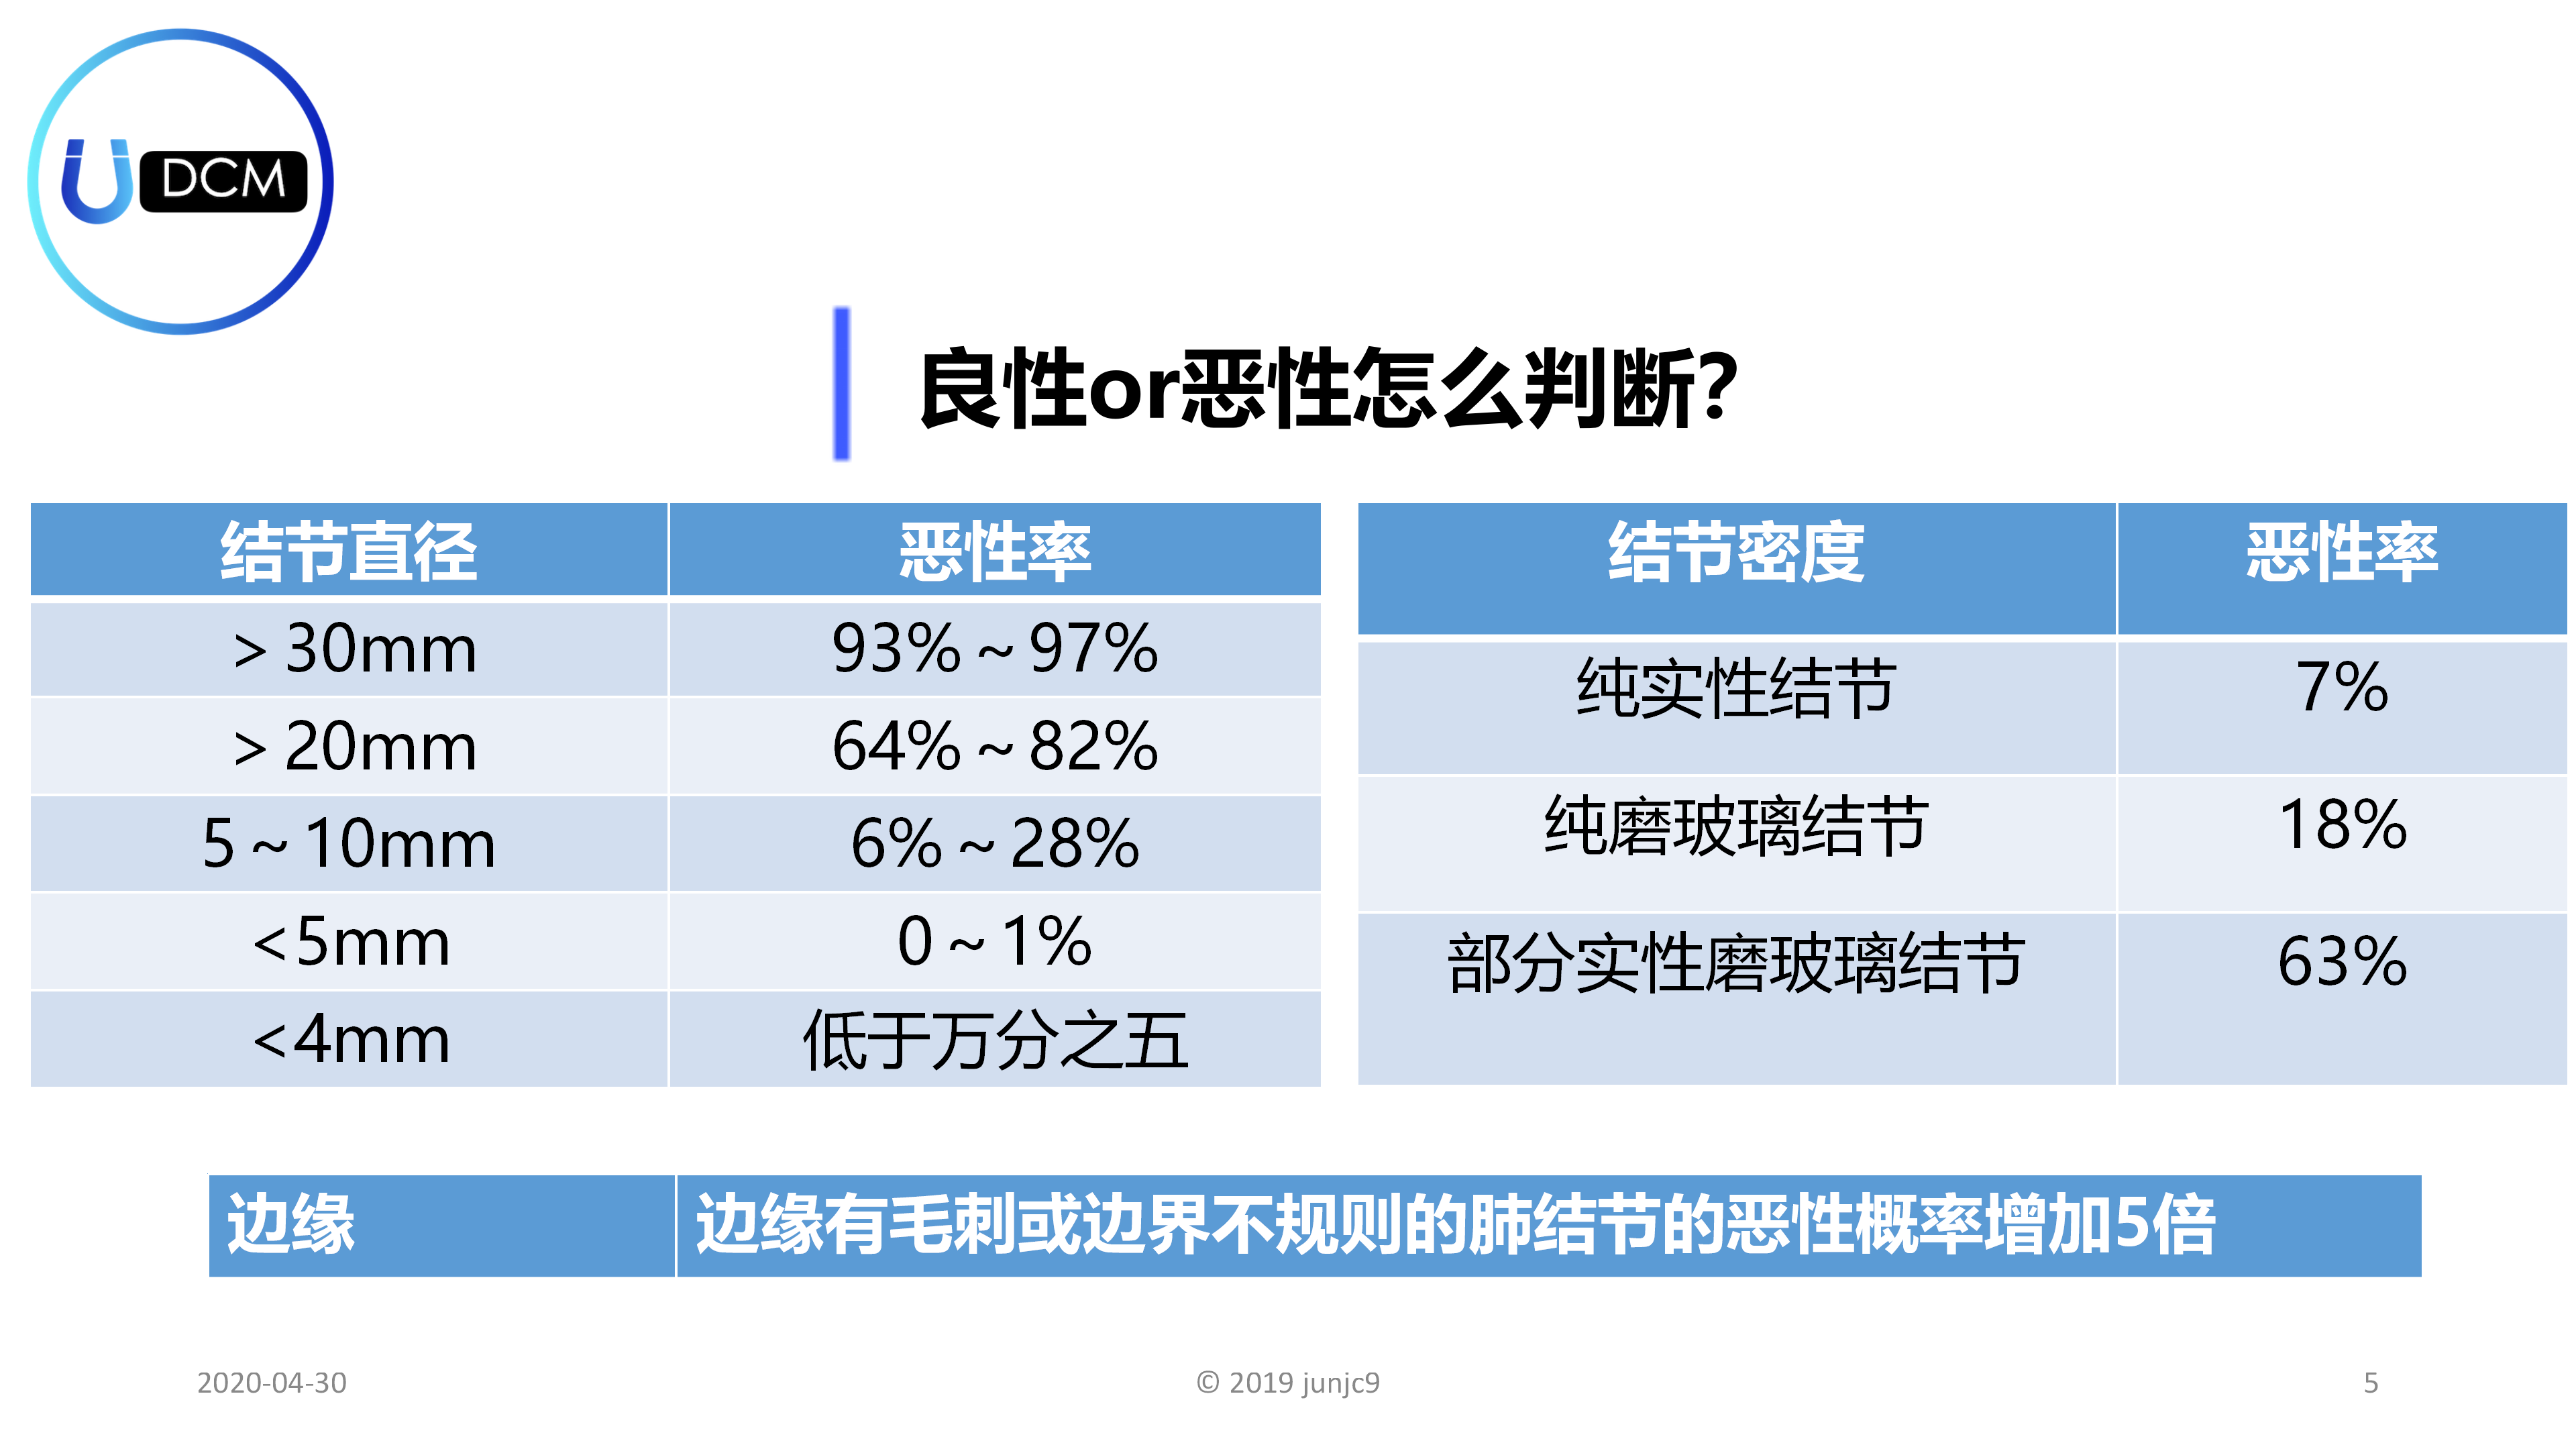 U DCM
良性or恶性怎么判断?
结节直径 恶性率
> 30mm 93% ~ 97%
> 20mm 64% ~ 82%
5 ~ 10mm 6% ~ 28%
<5mm 0 ~ 1%
<4mm 低于万分之五
结节密度 恶性率
纯实性结节 7%
纯磨玻璃结节 18%
部分实性磨玻璃结节 63%
边缘 边缘有毛刺或边界不规则的肺结节的恶性概率增加5倍
2020-04-30 © 2019 junjc9 5